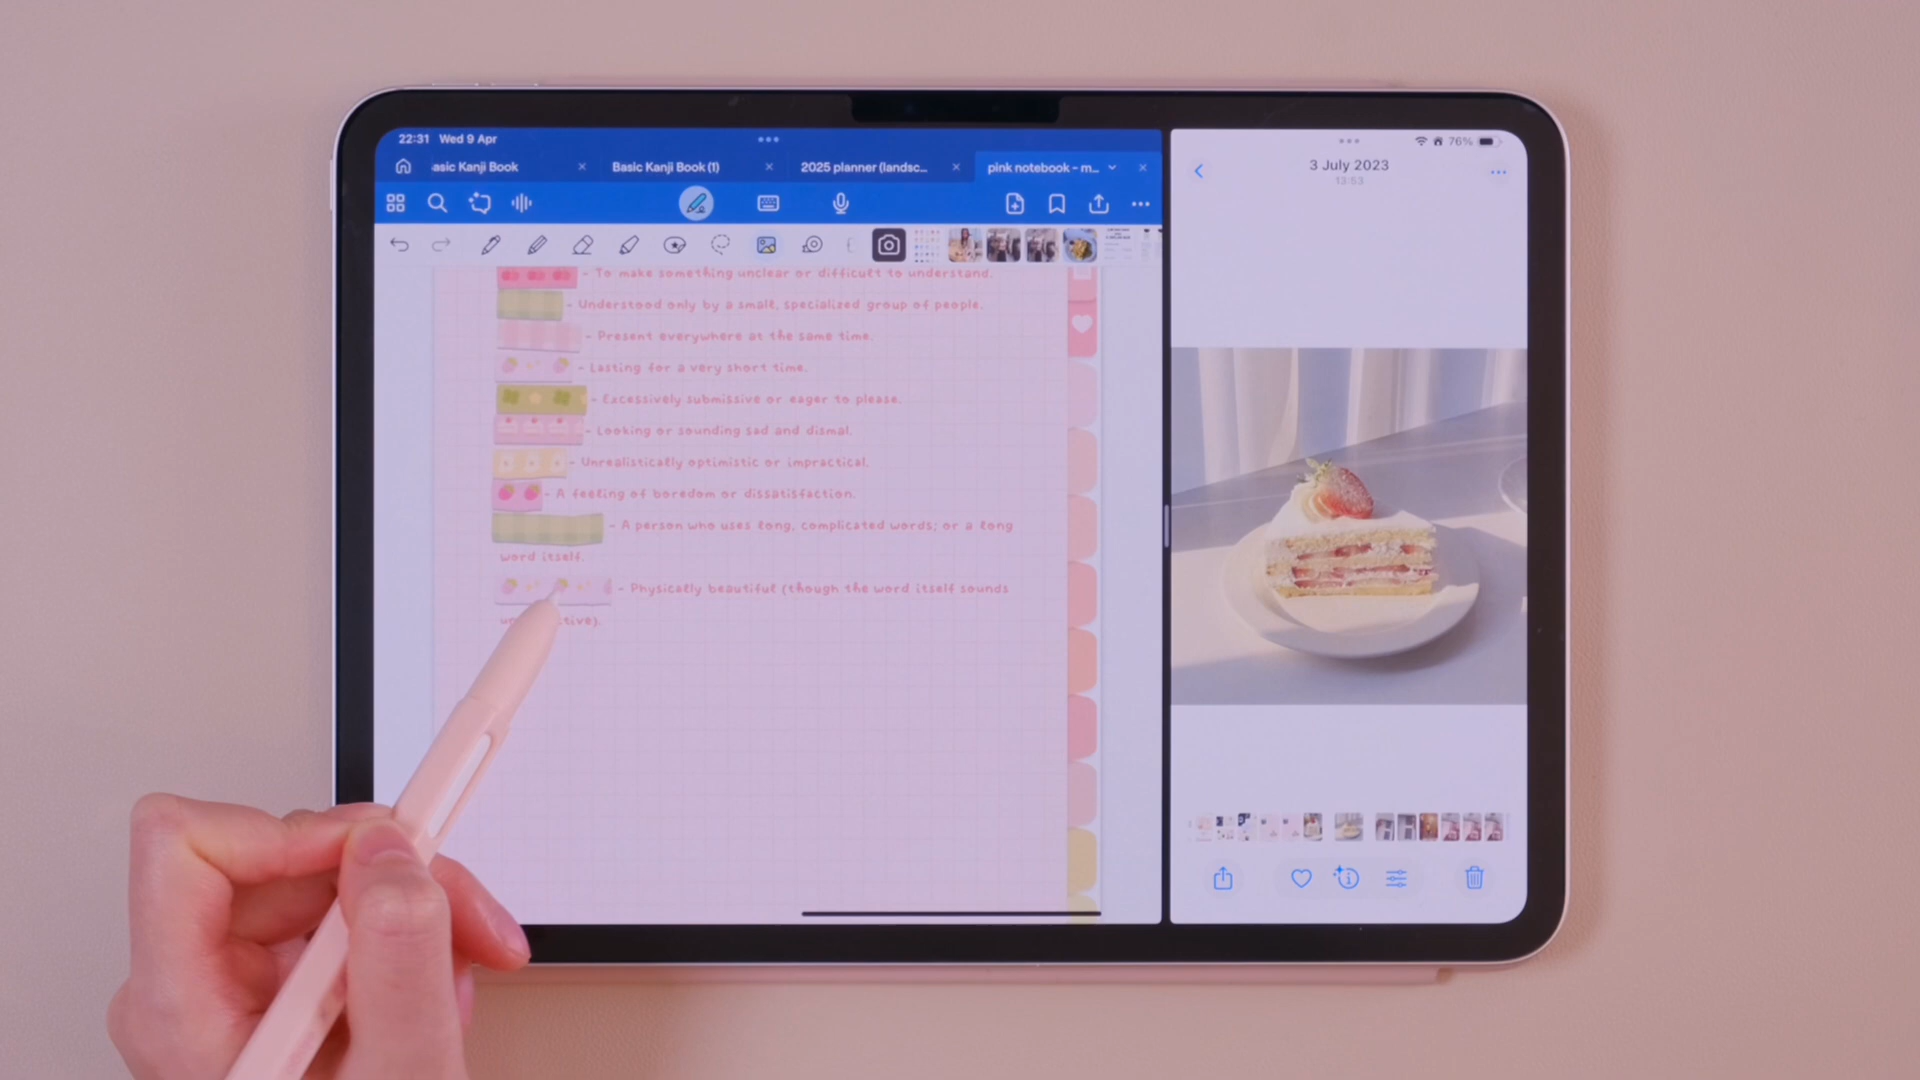 22:31 Wed 9 Apr
asic Kanji Book
Basic Kanji Book (1)
2025 planner (landsc...
pink notebook - m...
- To make something unclear or difficult to understand.
- Understood only by a small, specialized group of people.
- Present everywhere at the same time.
- Lasting for a very short time.
- Excessively submissive or eager to please.
- Looking or sounding sad and dismal.
- Unrealistically optimistic or impractical.
- A feeling of boredom or dissatisfaction.
- A person who uses long, complicated words; or a long
word itself.
- Physically beautiful (though the word itself sounds
76%
3 July 2023
13:53